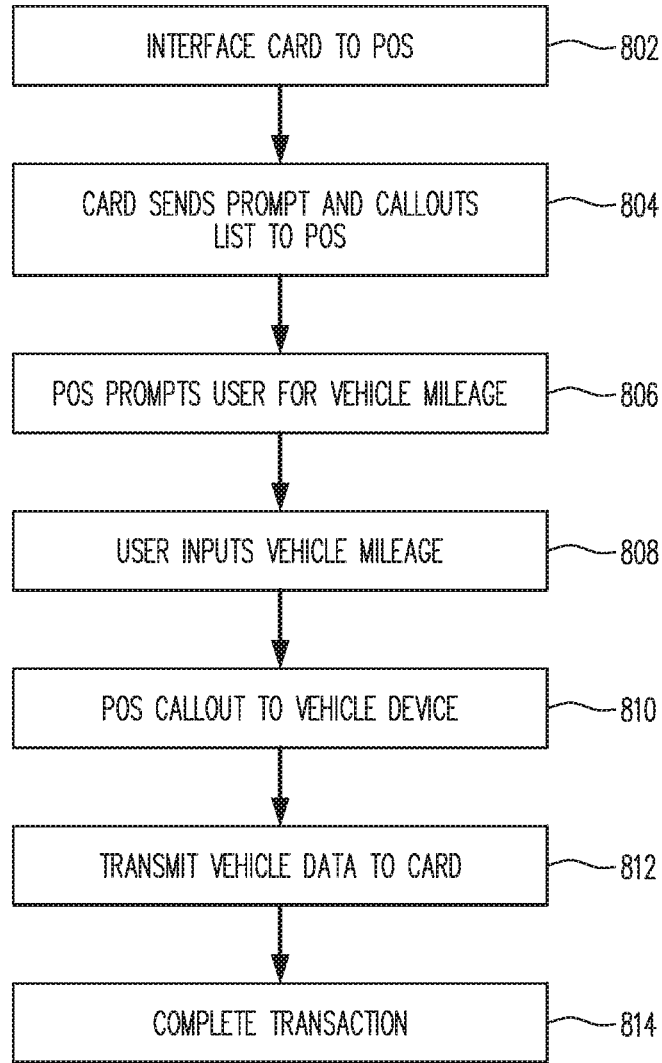 INTERFACE CARD TO POS
802
CARD SENDS PROMPT AND CALLOUTS
LIST TO POS
804
POS PROMPTS USER FOR VEHICLE MILEAGE
806
USER INPUTS VEHICLE MILEAGE
808
POS CALLOUT TO VEHICLE DEVICE
810
TRANSMIT VEHICLE DATA TO CARD
812
COMPLETE TRANSACTION
814